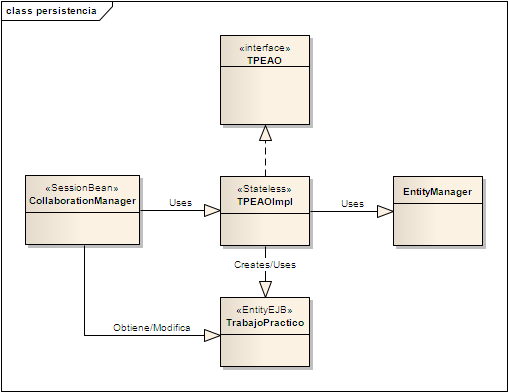 class persistencia
«interface»
TPEAO
«SessionBean»
CollaborationManager
Uses
«Stateless»
TPEAOImpl
Uses
EntityManager
Creates/Uses
Obtiene/Modifica
«EntityEJB»
TrabajoPractico